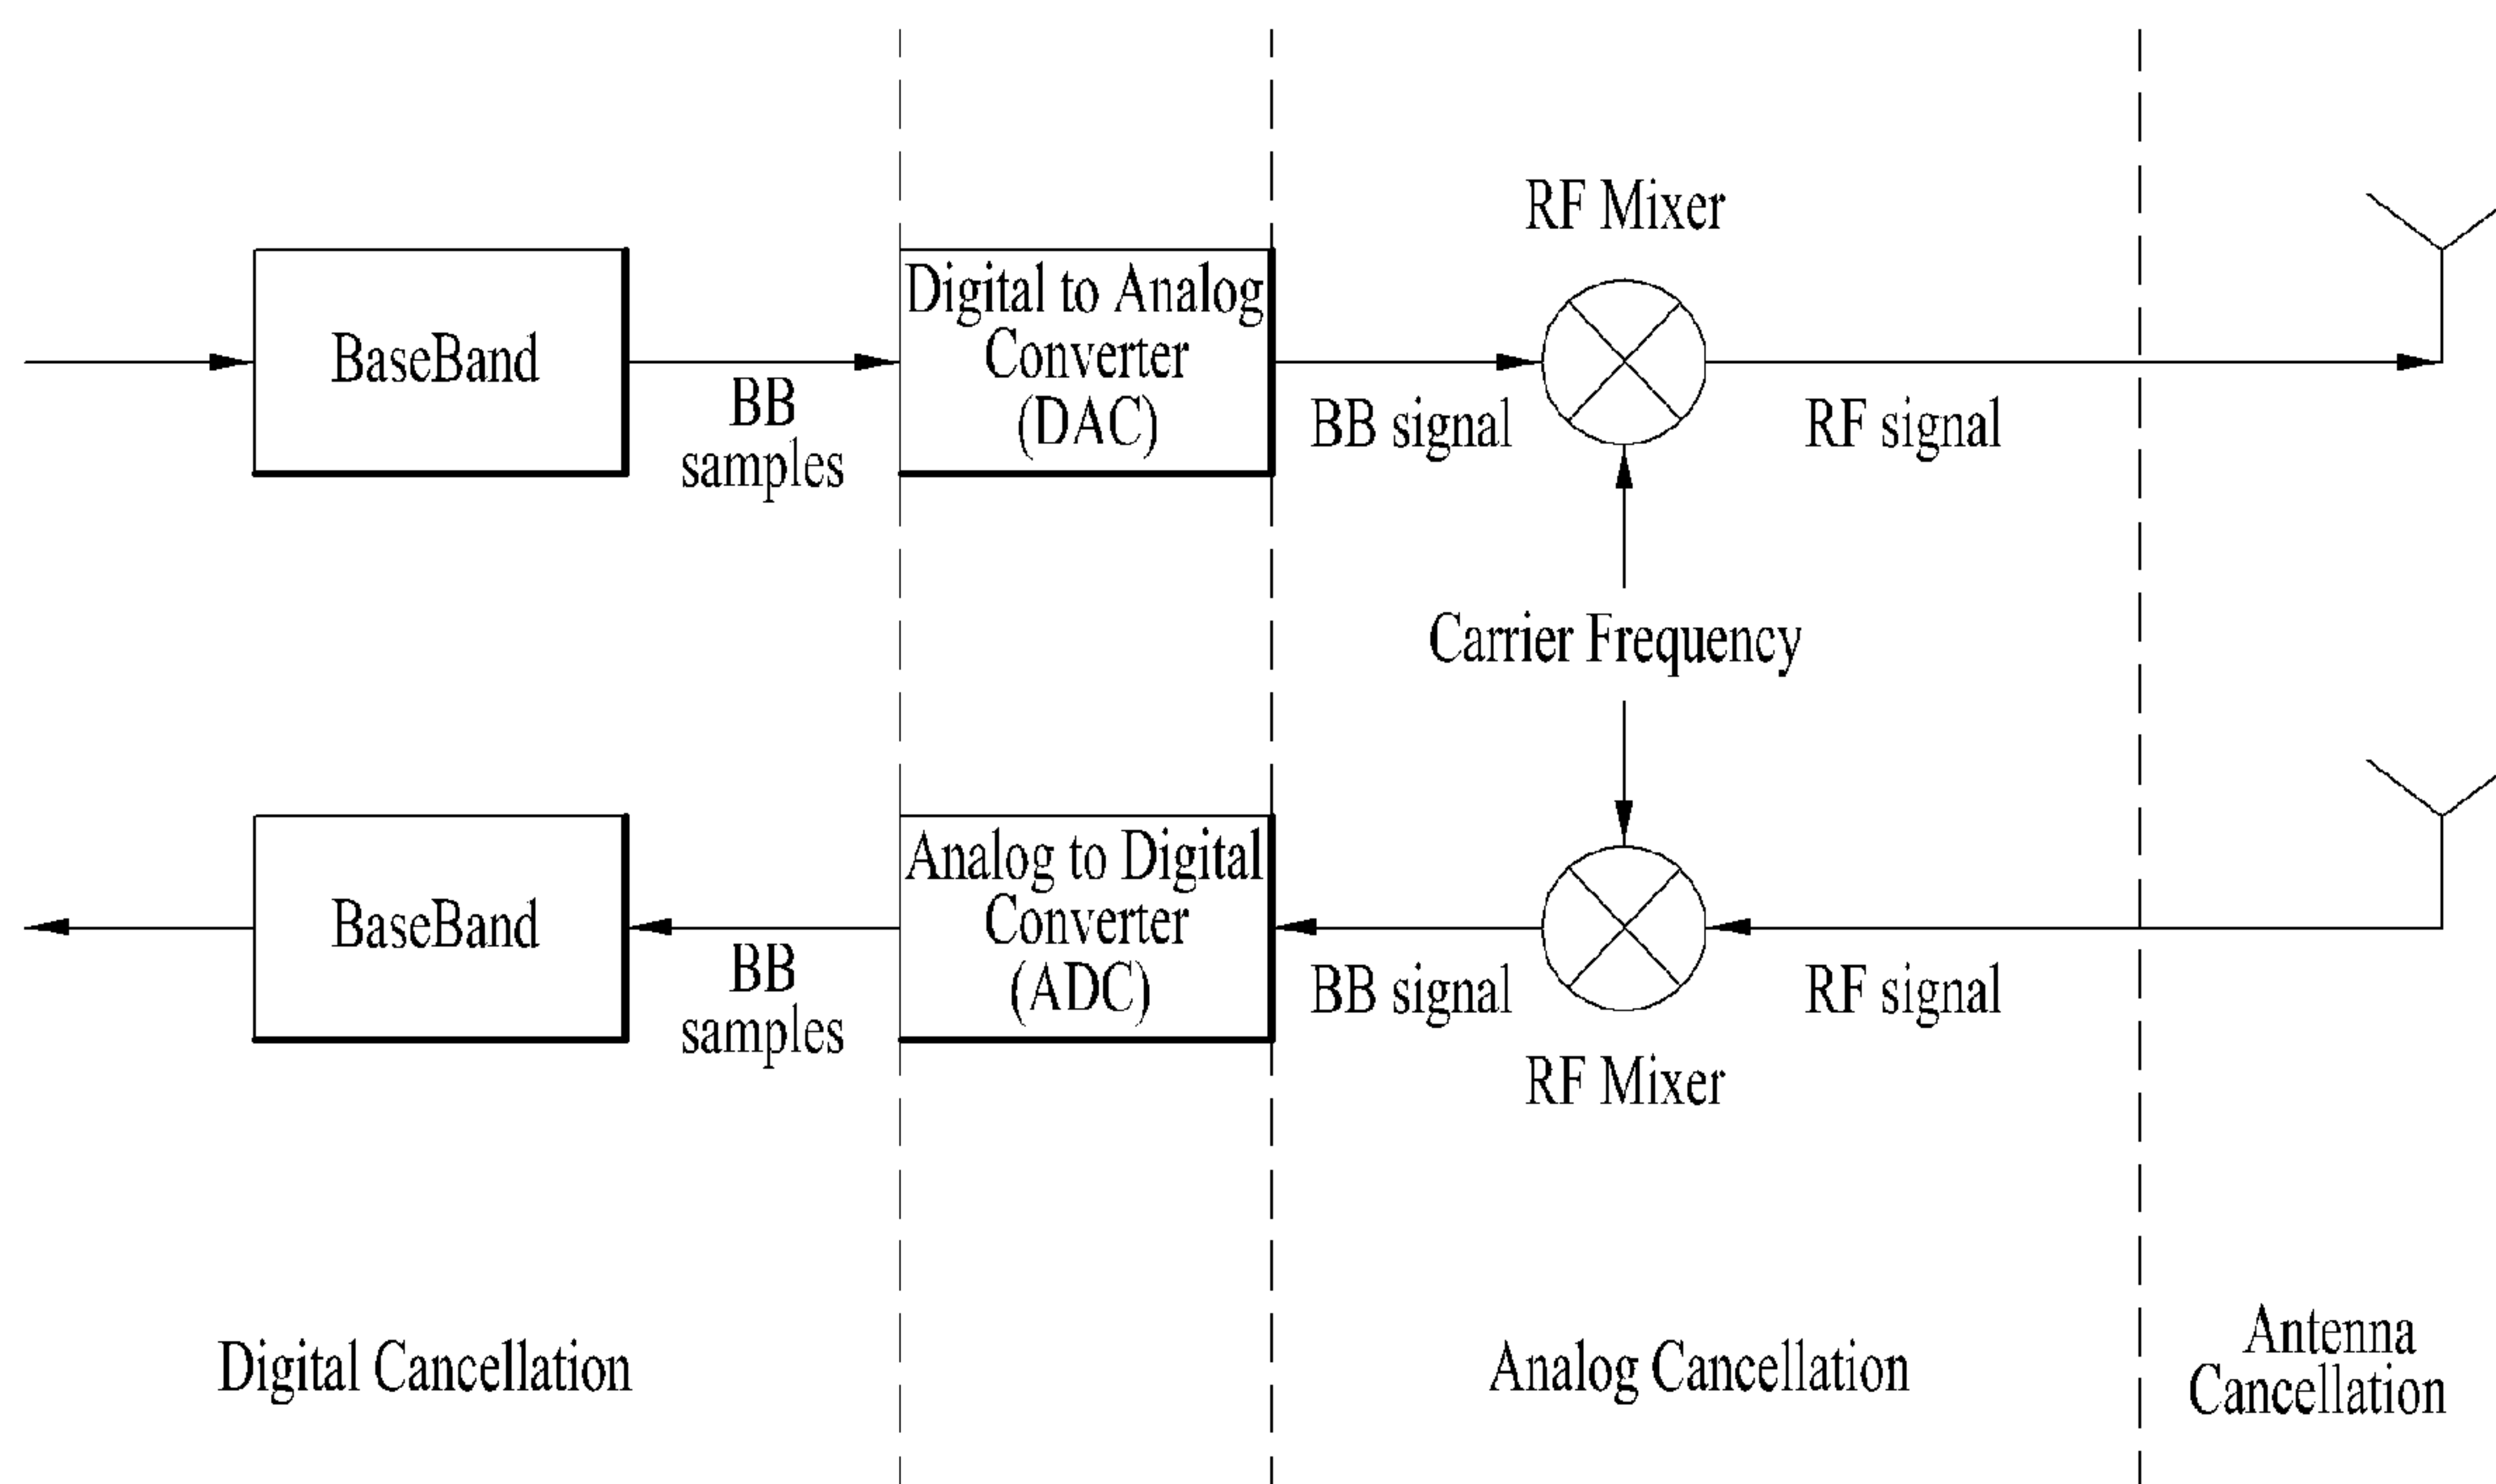 RF Mixer
BaseBand
BB
samples
Digital to Analog
Converter
(DAC)
BB signal
RF signal
Carrier Frequency
BaseBand
BB
samples
Analog to Digital
Converter
(ADC)
BB signal
RF signal
RF Mixer
Digital Cancellation
Analog Cancellation
Antenna
Cancellation